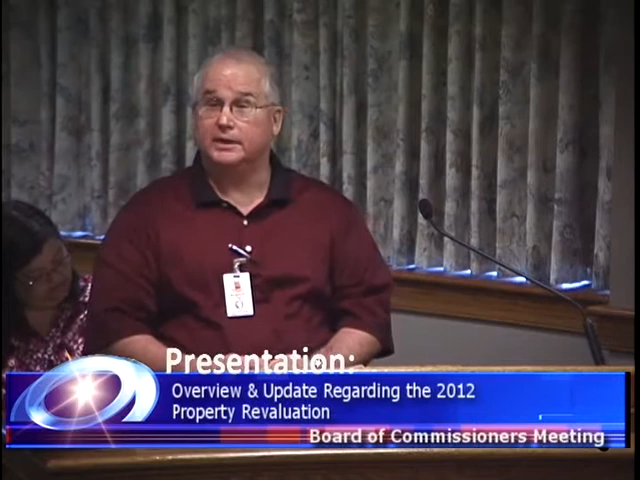 Presentation:
Overview & Update Regarding the 2012
Property Revaluation
Board of Commissioners Meeting